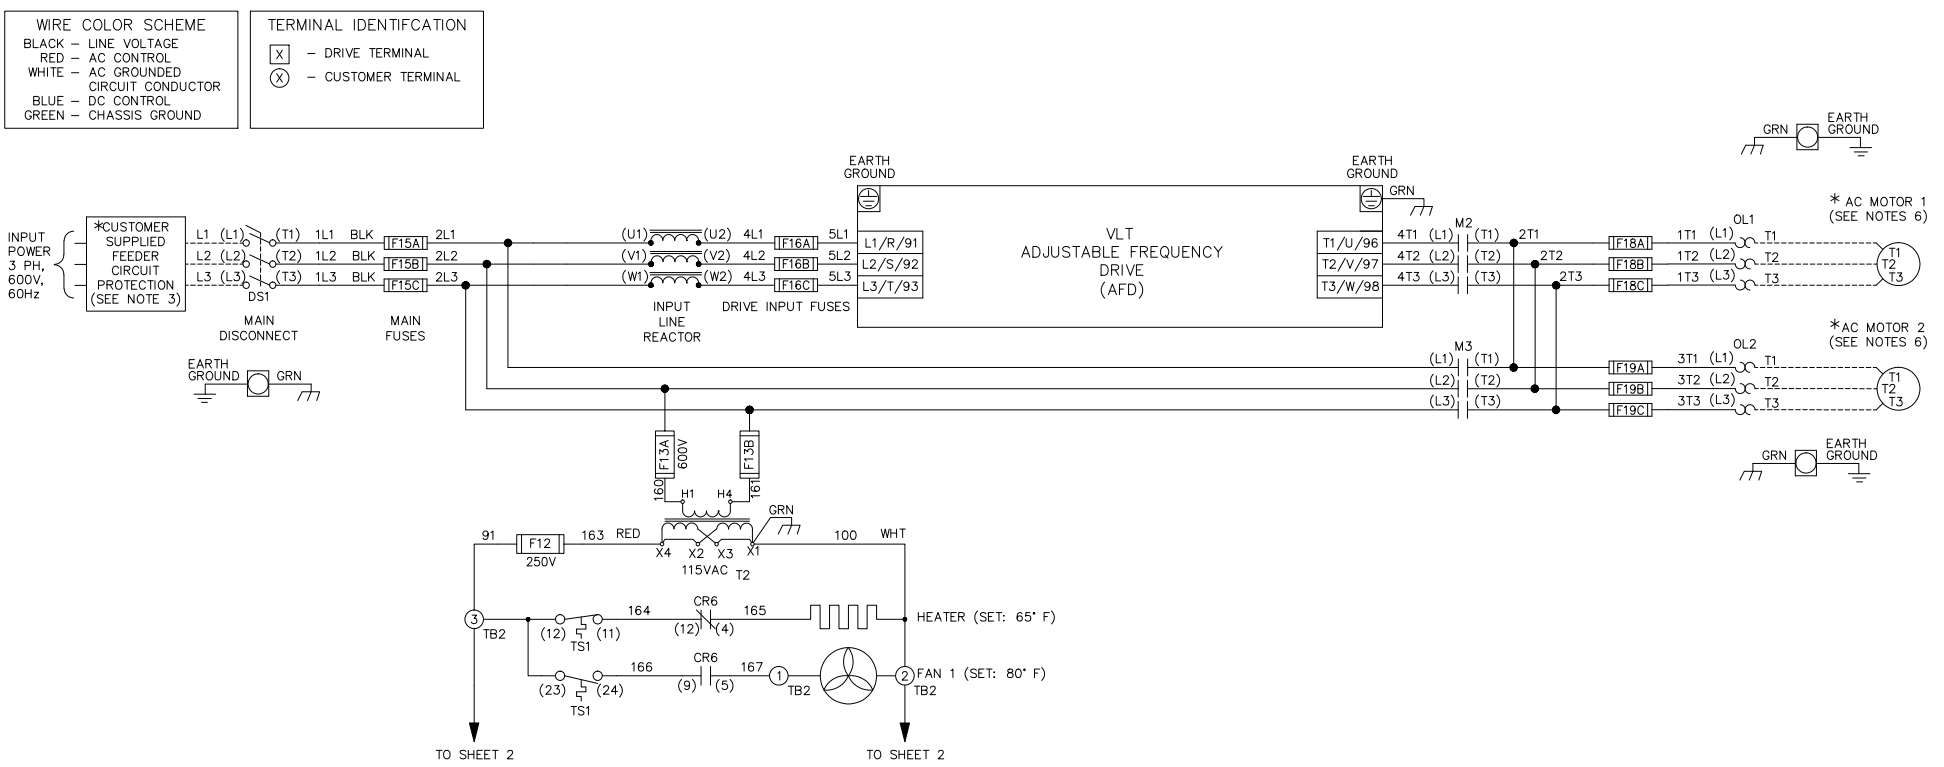 WIRE COLOR SCHEME
BLACK – LINE VOLTAGE
RED – AC CONTROL
WHITE – AC GROUNDED
CIRCUIT CONDUCTOR
BLUE – DC CONTROL
GREEN – CHASSIS GROUND
TERMINAL IDENTIFCATION
X – DRIVE TERMINAL
X – CUSTOMER TERMINAL
INPUT
POWER
3 PH,
600V,
60Hz
*CUSTOMER
SUPPLIED
FEEDER
CIRCUIT
PROTECTION
(SEE NOTE 3)
L1 (L1) (T1) 1L1 BLK F15A 2L1
L2 (L2) (T2) 1L2 BLK F15B 2L2
L3 (L3) (T3) 1L3 BLK F15C 2L3
DS1
MAIN
DISCONNECT
MAIN
FUSES
EARTH
GROUND
GRN
(U1) (U2) 4L1 F16A 5L1
(V1) (V2) 4L2 F16B 5L2
(W1) (W2) 4L3 F16C 5L3
INPUT
LINE
REACTOR
DRIVE INPUT FUSES
EARTH
GROUND
L1/R/91
L2/S/92
L3/T/93
VLT
ADJUSTABLE FREQUENCY
DRIVE
(AFD)
EARTH
GROUND
GRN
T1/U/96
T2/V/97
T3/W/98
M2
4T1 (L1) (T1) 2T1
4T2 (L2) (T2) 2T2
4T3 (L3) (T3) 2T3
F18A 1T1 (L1) T1
F18B 1T2 (L2) T2
F18C 1T3 (L3) T3
OL1
GRN
EARTH
GROUND
* AC MOTOR 1
(SEE NOTES 6)
T1
T2
T3
M3
(L1) (T1)
(L2) (T2)
(L3) (T3)
F19A 3T1 (L1) T1
F19B 3T2 (L2) T2
F19C 3T3 (L3) T3
OL2
*AC MOTOR 2
(SEE NOTES 6)
T1
T2
T3
GRN
EARTH
GROUND
F13A
600V
F13B
160
161
H1 H4
GRN
91 F12 163 RED
250V
X4 X2 X3 X1
115VAC T2
100 WHT
3
TB2
(12) (11) 164
TS1
CR6
(12) (4) 165
HEATER (SET: 65° F)
(23) (24) 166
TS1
CR6
(9) (5) 167
1
TB2
2
TB2
FAN 1 (SET: 80° F)
TO SHEET 2
TO SHEET 2